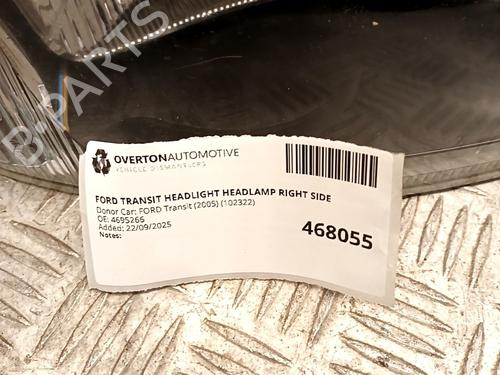 B-PARTS
OVERTONAUTOMOTIVE
VEHICLE DISMANTLERS
FORD TRANSIT HEADLIGHT HEADLAMP RIGHT SIDE
Donor Car: FORD Transit (2005) (102322)
OE: 4695266
Added: 22/09/2025
Notes:
468055